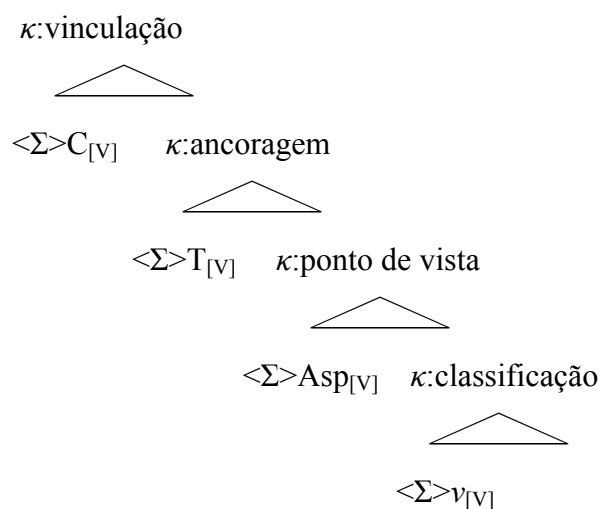 κ:vinculação
<Σ>C[V] κ:ancoragem
<Σ>T[V] κ:ponto de vista
<Σ>Asp[V] κ:classificação
<Σ>v[V]